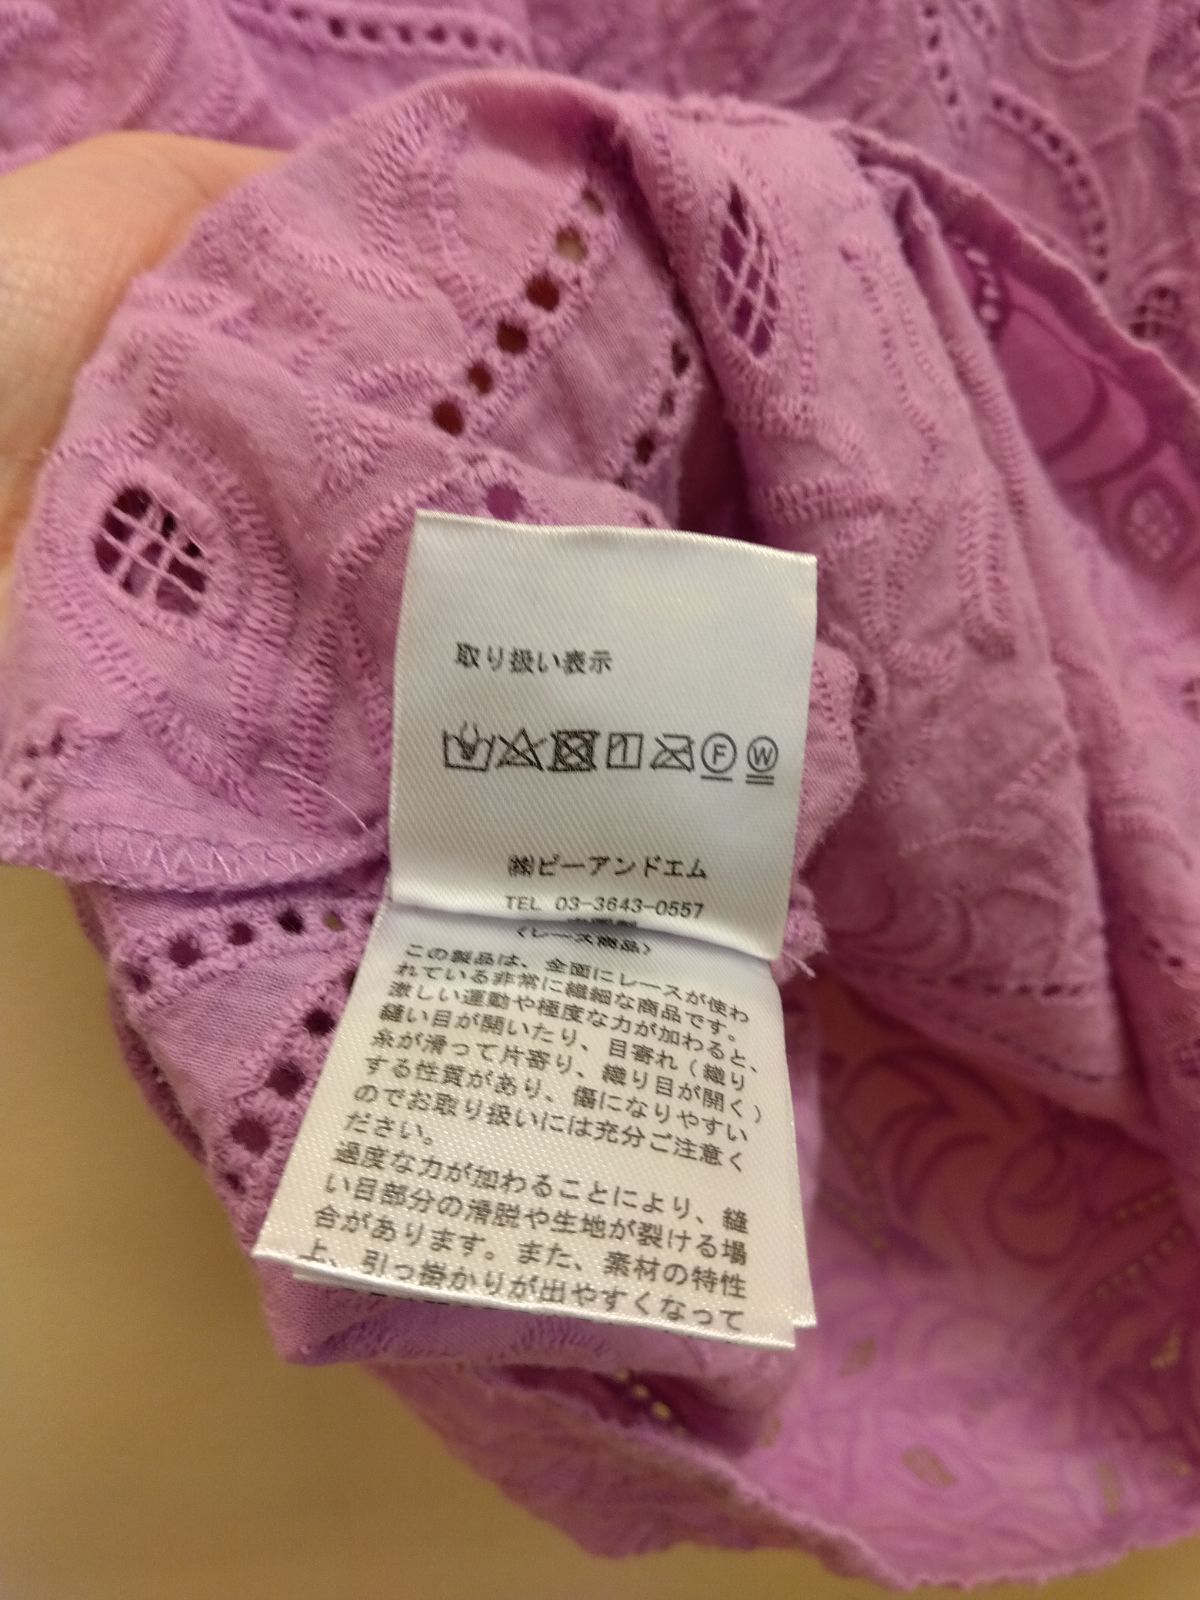 取り扱い表示
F W
㈱ピーアンドエム
TEL 03-3643-0557
<レース商品>
この製品は、全面にレースが使わ
れている非常に繊細な商品です。
激しい運動や極度な力が加わると、
縫い目が開いたり、目寄れ(織り
糸が滑って片寄り、織り目が開く)
する性質があり、傷になりやすい
のでお取り扱いには充分ご注意く
ださい。
過度な力が加わることにより、縫
い目部分の滑脱や生地が裂ける場
合があります。また、素材の特性
上、引っ掛かりが出やすくなって